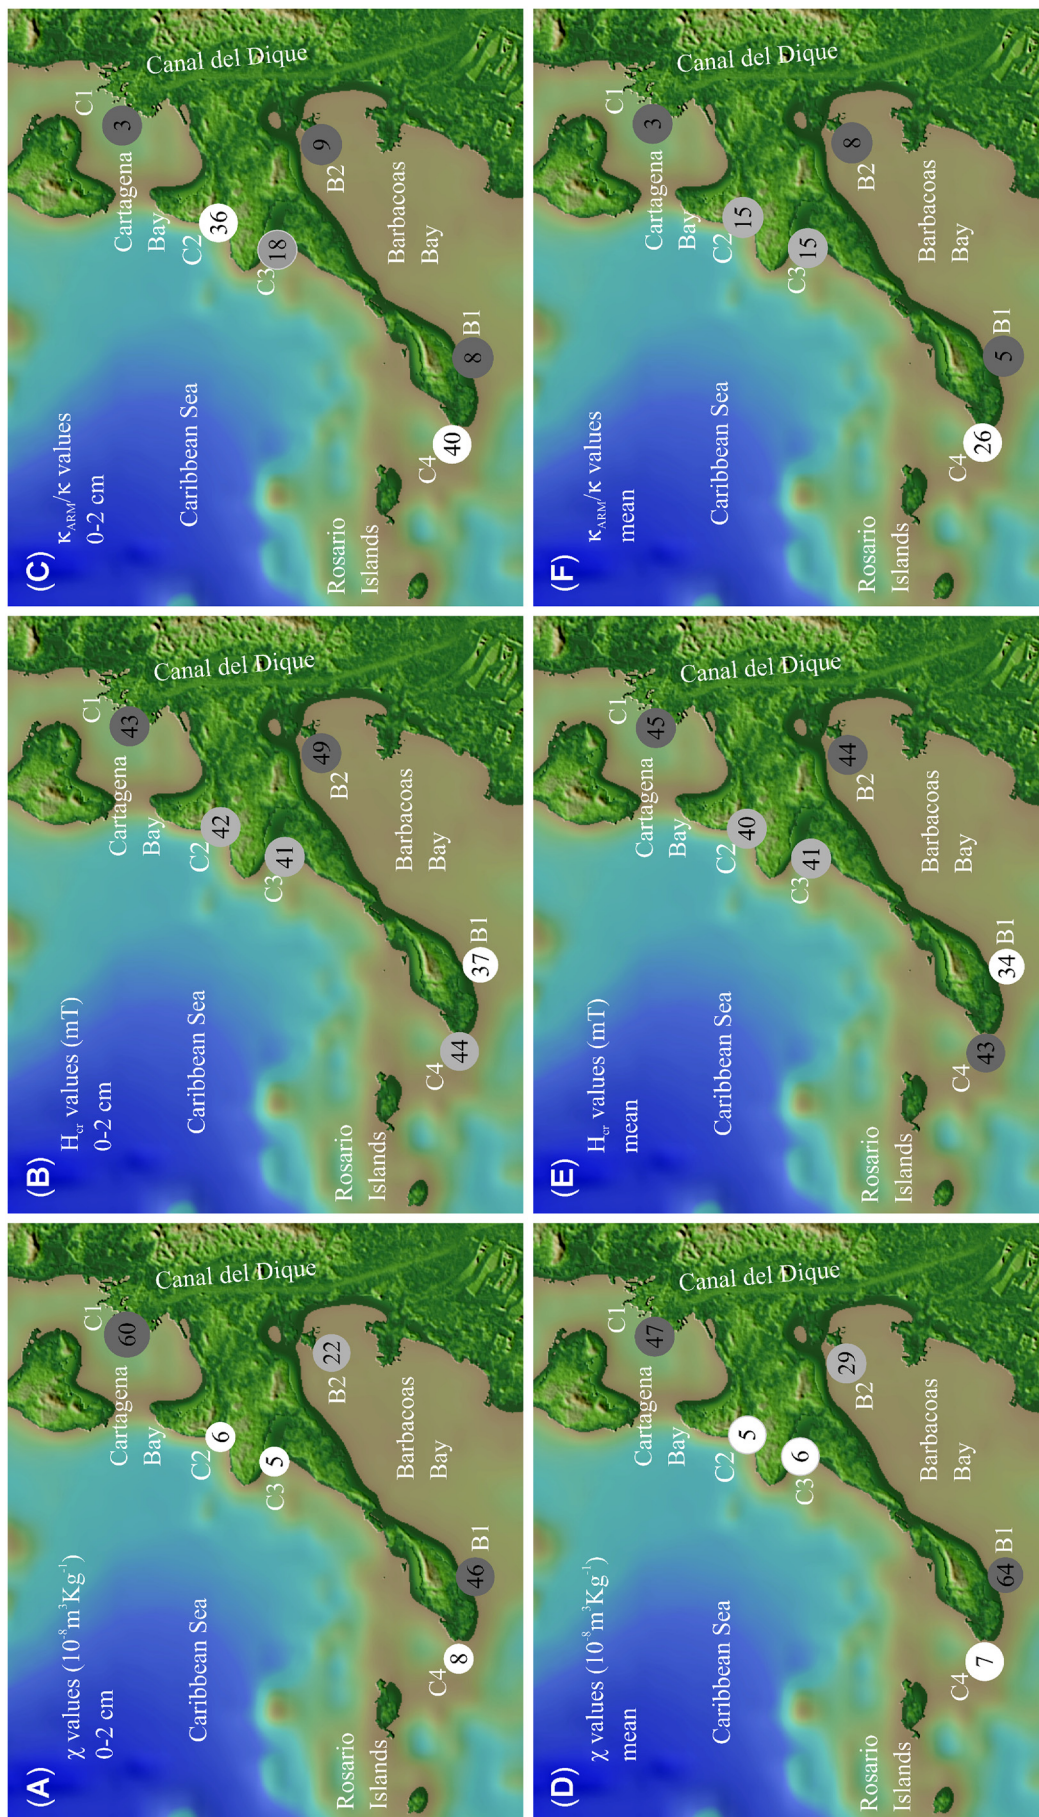 (A)
χ values (10⁻⁸m³Kg⁻¹)
0-2 cm
Caribbean Sea
Rosario
Islands
Cartagena
Bay
Canal del Dique
Barbacoas
Bay
C1
60
C2
6
C3
5
C4
8
B1
46
B2
22
(B)
Hcr values (mT)
0-2 cm
Caribbean Sea
Rosario
Islands
Cartagena
Bay
Canal del Dique
Barbacoas
Bay
C1
43
C2
42
C3
41
C4
44
B1
37
B2
49
(C)
κARM/κ values
0-2 cm
Caribbean Sea
Rosario
Islands
Cartagena
Bay
Canal del Dique
Barbacoas
Bay
C1
3
C2
36
C3
18
C4
40
B1
8
B2
9
(D)
χ values (10⁻⁸m³Kg⁻¹)
mean
Caribbean Sea
Rosario
Islands
Cartagena
Bay
Canal del Dique
Barbacoas
Bay
C1
47
C2
5
C3
6
C4
7
B1
64
B2
29
(E)
Hcr values (mT)
mean
Caribbean Sea
Rosario
Islands
Cartagena
Bay
Canal del Dique
Barbacoas
Bay
C1
45
C2
40
C3
41
C4
43
B1
34
B2
44
(F)
κARM/κ values
mean
Caribbean Sea
Rosario
Islands
Cartagena
Bay
Canal del Dique
Barbacoas
Bay
C1
3
C2
15
C3
15
C4
26
B1
5
B2
8